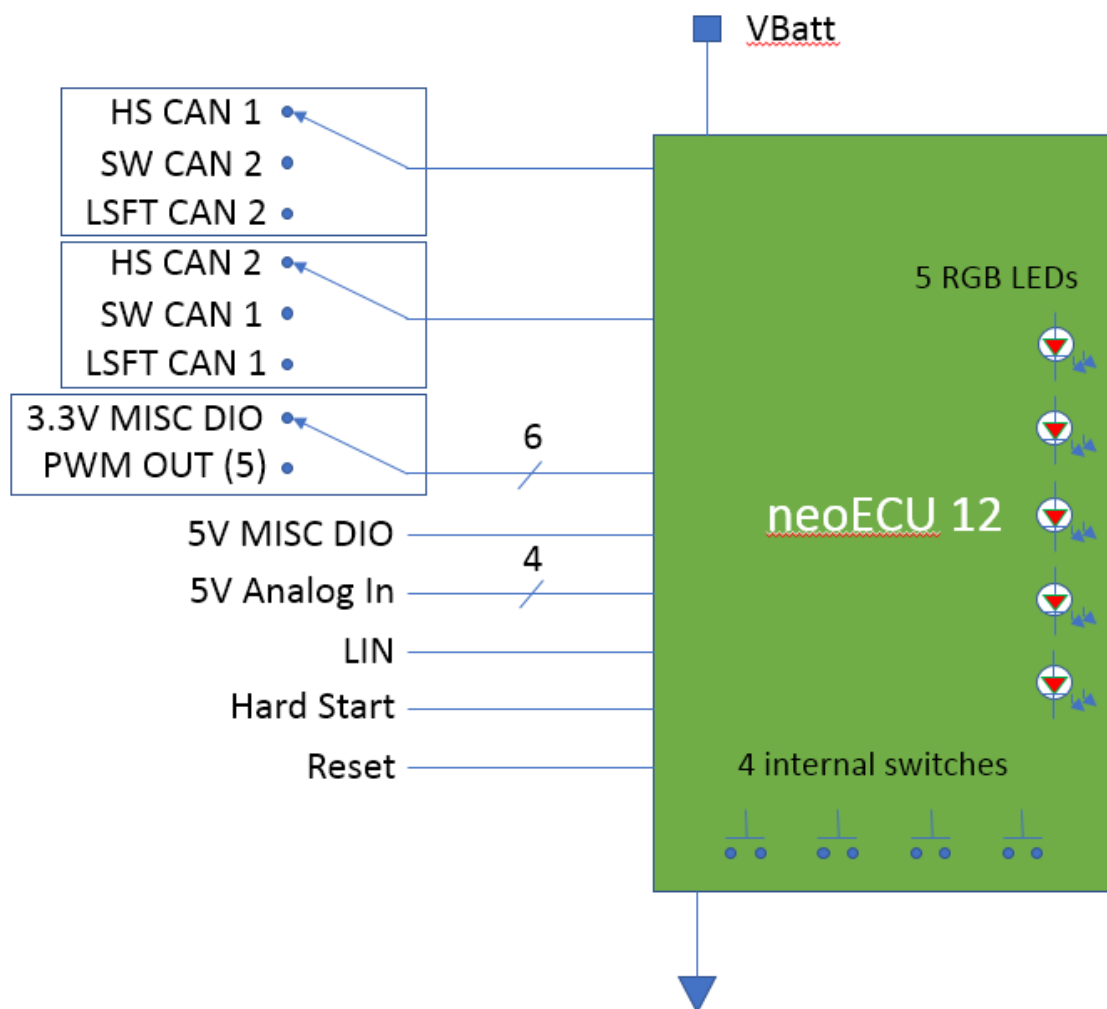 VBatt
HS CAN 1
SW CAN 2
LSFT CAN 2
HS CAN 2
SW CAN 1
LSFT CAN 1
3.3V MISC DIO
PWM OUT (5)
6
5V MISC DIO
4
5V Analog In
LIN
Hard Start
Reset
5 RGB LEDs
neoECU 12
4 internal switches